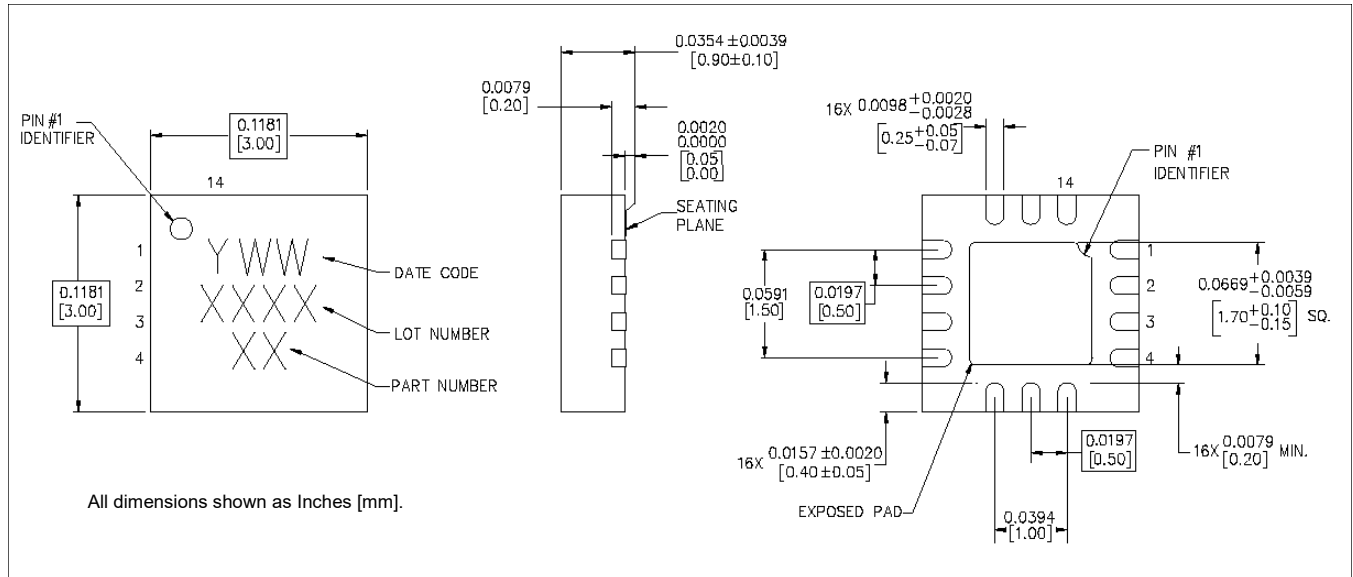 PIN #1
IDENTIFIER
0.1181
[3.00]
14
0.1181
[3.00]
1
2
3
4
Y WW
XXXX
XX
DATE CODE
LOT NUMBER
PART NUMBER
All dimensions shown as Inches [mm].
0.0354 ±0.0039
[0.90±0.10]
0.0079
[0.20]
0.0020
0.0000
[0.05]
[0.00]
SEATING
PLANE
16X 0.0098 +0.0020
-0.0028
[0.25 +0.05
-0.07]
PIN #1
IDENTIFIER
14
1
2
3
4
0.0591
[1.50]
0.0197
[0.50]
0.0669 +0.0039
-0.0059
[1.70 +0.10
-0.15] SQ.
16X 0.0157 ±0.0020
[0.40 ±0.05]
0.0197
[0.50]
16X 0.0079 MIN.
[0.20]
EXPOSED PAD
0.0394
[1.00]